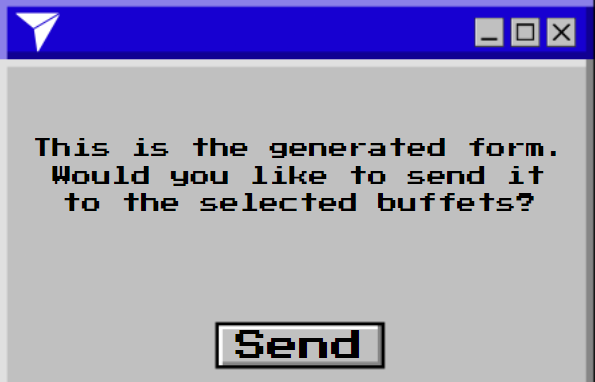 This is the generated form.
Would you like to send it
to the selected buffets?
Send